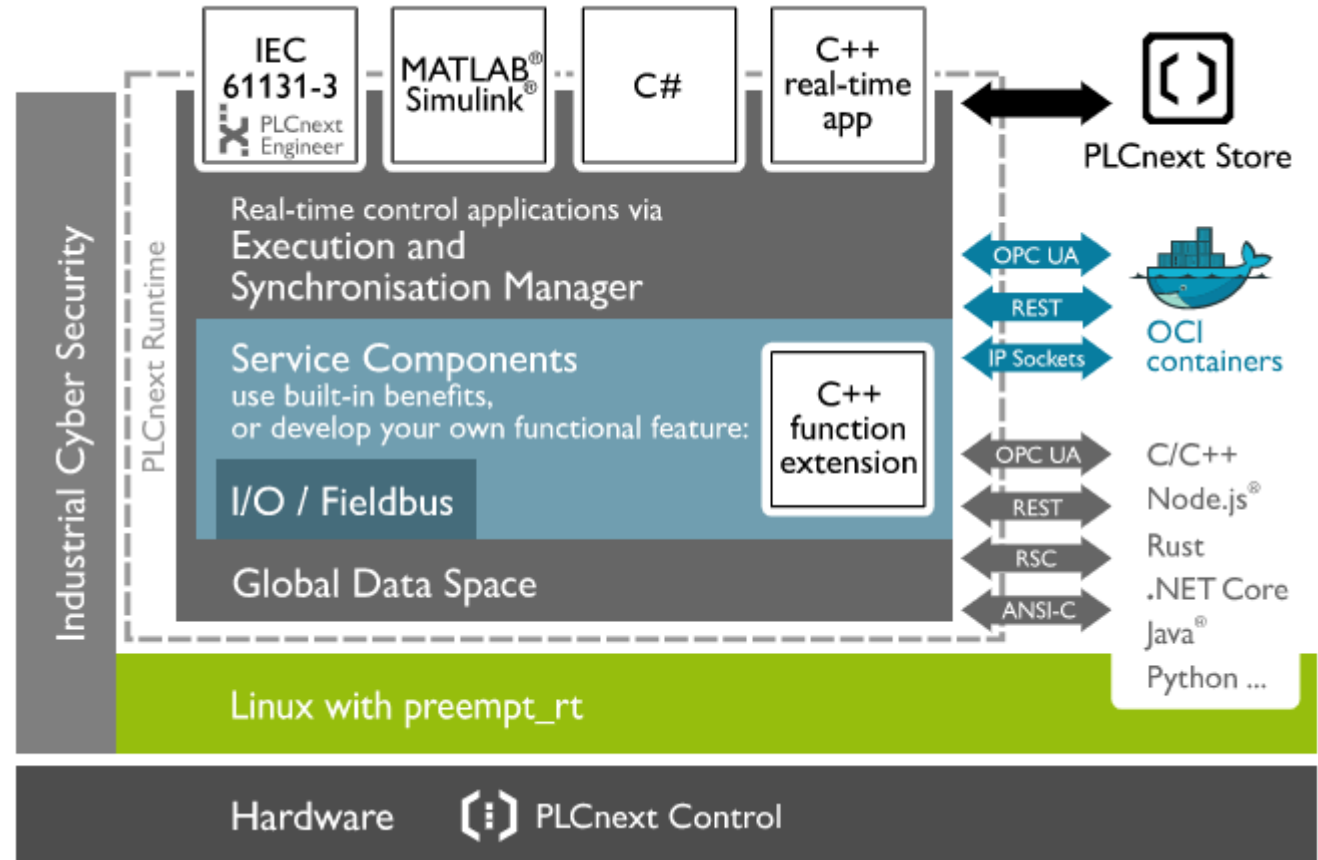 IEC
61131-3
PLCnext
Engineer
MATLAB®
Simulink®
C#
C++
real-time
app
PLCnext Store
Industrial Cyber Security
PLCnext Runtime
Real-time control applications via
Execution and
Synchronisation Manager
Service Components
use built-in benefits,
or develop your own functional feature:
C++
function
extension
I/O / Fieldbus
Global Data Space
OPC UA
REST
IP Sockets
OCI
containers
OPC UA
REST
RSC
ANSI-C
C/C++
Node.js®
Rust
.NET Core
Java®
Python ...
Linux with preempt_rt
Hardware
PLCnext Control